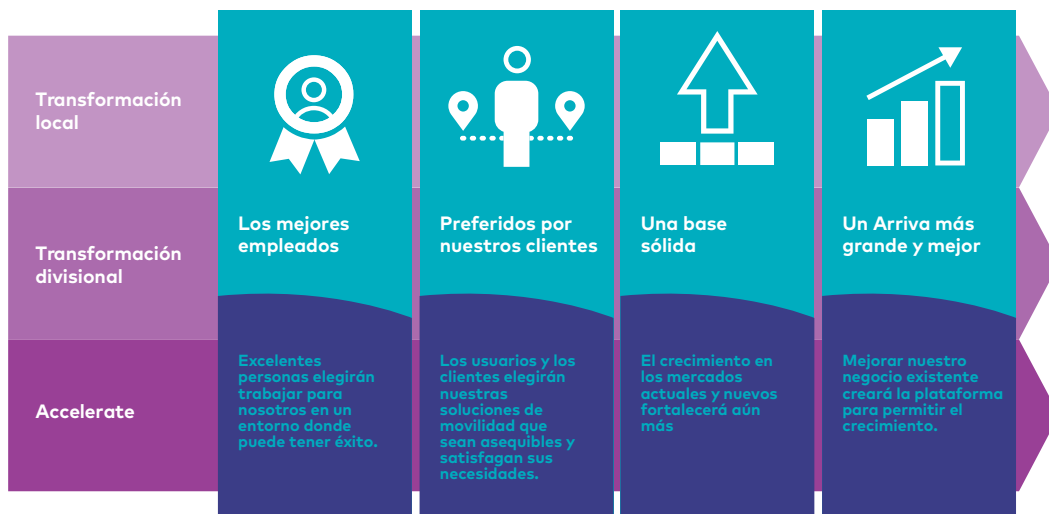 Transformación
local
Transformación
divisional
Accelerate
Los mejores
empleados
Excelentes
personas elegirán
trabajar para
nosotros en un
entorno donde
puede tener éxito.
Preferidos por
nuestros clientes
Los usuarios y los
clientes elegirán
nuestras
soluciones de
movilidad que
sean asequibles y
satisfagan sus
necesidades.
Una base
sólida
El crecimiento en
los mercados
actuales y nuevos
fortalecerá aún
más
Un Arriva más
grande y mejor
Mejorar nuestro
negocio existente
creará la plataforma
para permitir el
crecimiento.